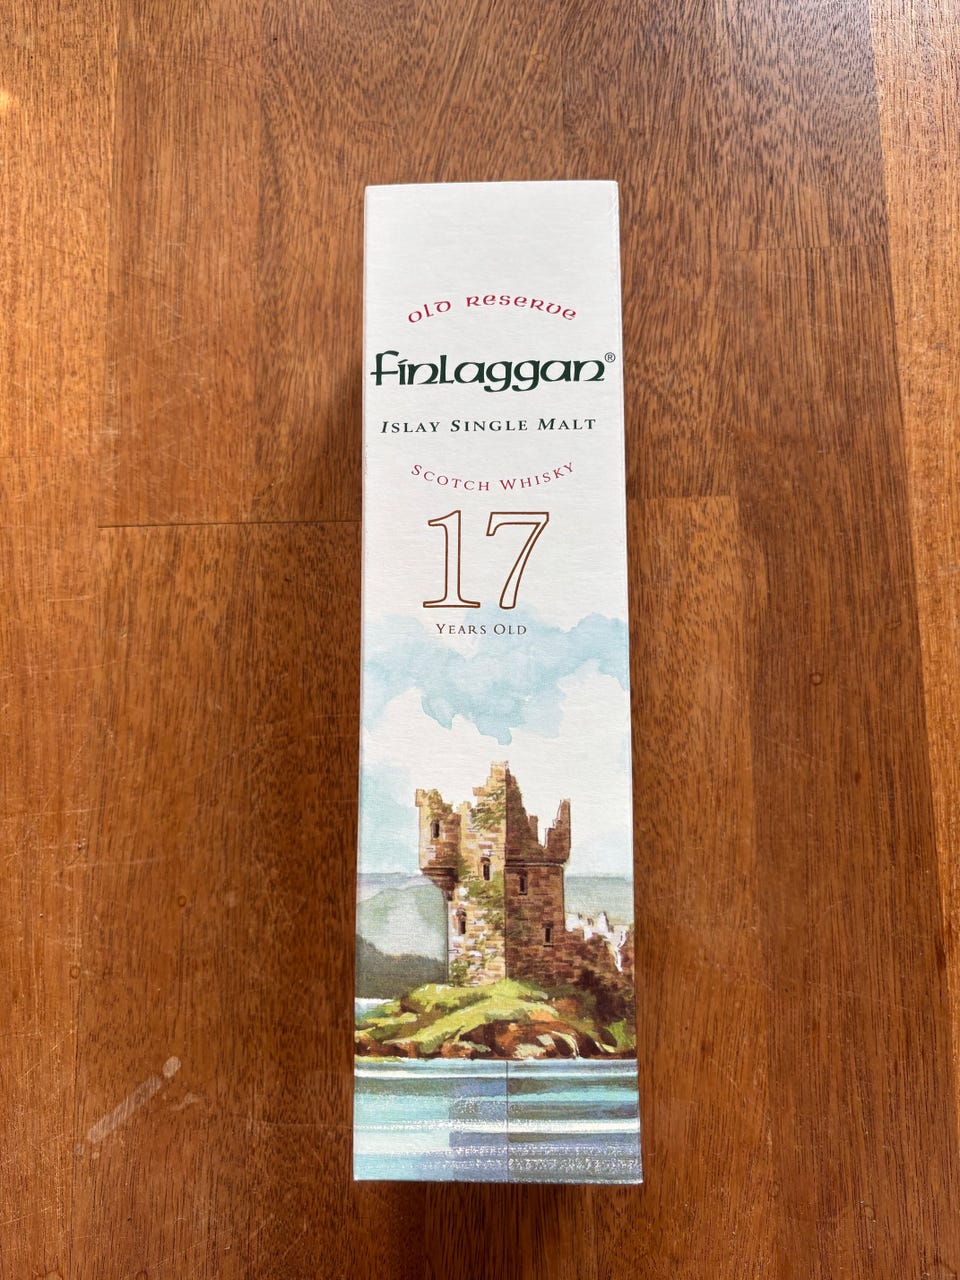 OLD RESERVE
Finlaggan®
ISLAY SINGLE MALT
SCOTCH WHISKY
17
YEARS OLD